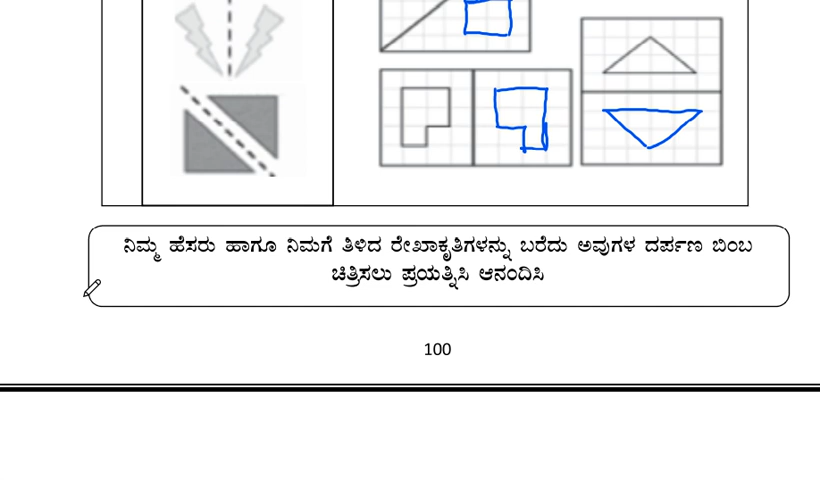 ನಿಮ್ಮ ಹೆಸರು ಹಾಗೂ ನಿಮಗೆ ತಿಳಿದ ರೇಖಾಕೃತಿಗಳನ್ನು ಬರೆದು ಅವುಗಳ ದರ್ಪಣ ಬಿಂಬ
ಚಿತ್ರಿಸಲು ಪ್ರಯತ್ನಿಸಿ ಆನಂದಿಸಿ
100